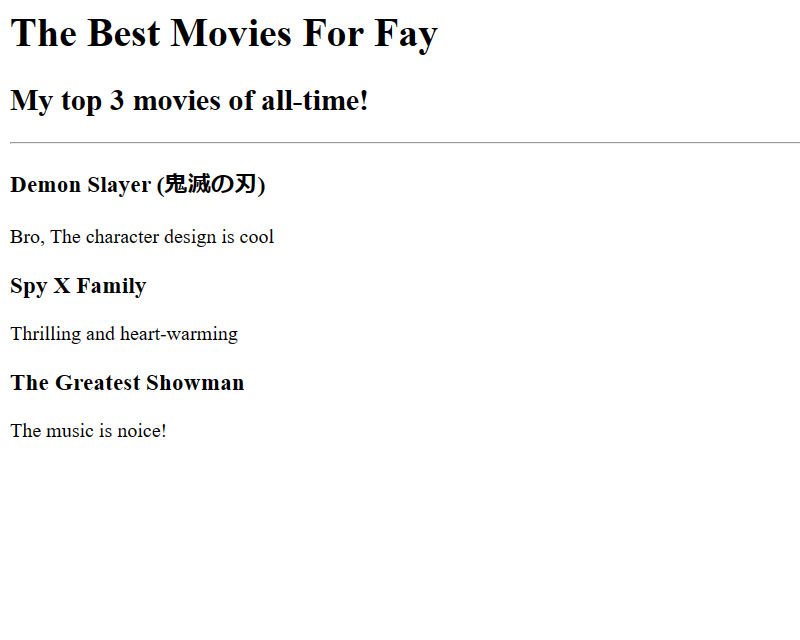 The Best Movies For Fay
My top 3 movies of all-time!
Demon Slayer (鬼滅の刃)
Bro, The character design is cool
Spy X Family
Thrilling and heart-warming
The Greatest Showman
The music is noice!